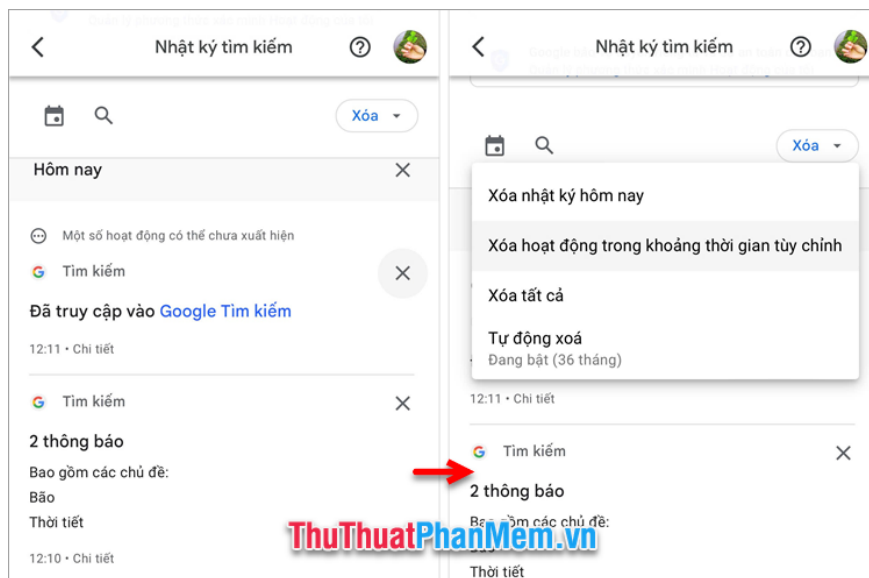 Nhật ký tìm kiếm
Xóa
Hôm nay
Một số hoạt động có thể chưa xuất hiện
Tìm kiếm
Đã truy cập vào Google Tìm kiếm
12:11 • Chi tiết
Tìm kiếm
2 thông báo
Bao gồm các chủ đề:
Bão
Thời tiết
12:10 • Chi tiết
Nhật ký tìm kiếm
Xóa
Xóa nhật ký hôm nay
Xóa hoạt động trong khoảng thời gian tùy chỉnh
Xóa tất cả
Tự động xoá
Đang bật (36 tháng)
12:11 • Chi tiết
Tìm kiếm
2 thông báo
Bao gồm các chủ đề:
Thời tiết
ThuThuatPhanMem.vn